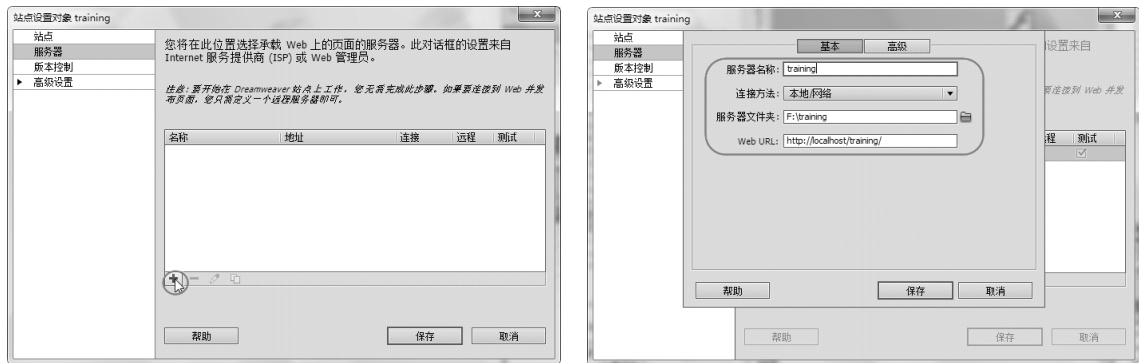 站点设置对象 training
站点
服务器
版本控制
高级设置
您将在此位置选择承载 Web 上的页面的服务器。此对话框的设置来自
Internet 服务提供商 (ISP) 或 Web 管理员。
注意：要开始在 Dreamweaver 站点上工作，您无需完成此步骤。如果要连接到 Web 并发
布页面，您只需定义一个远程服务器即可。
名称 地址 连接 远程 测试
帮助 保存 取消
站点设置对象 training
站点
服务器
版本控制
高级设置
基本 高级
服务器名称: training
连接方法: 本地/网络
服务器文件夹: F:\training
Web URL: http://localhost/training/
设置来自
要连接到 Web 并发
程 测试
帮助 保存 取消
帮助 保存 取消